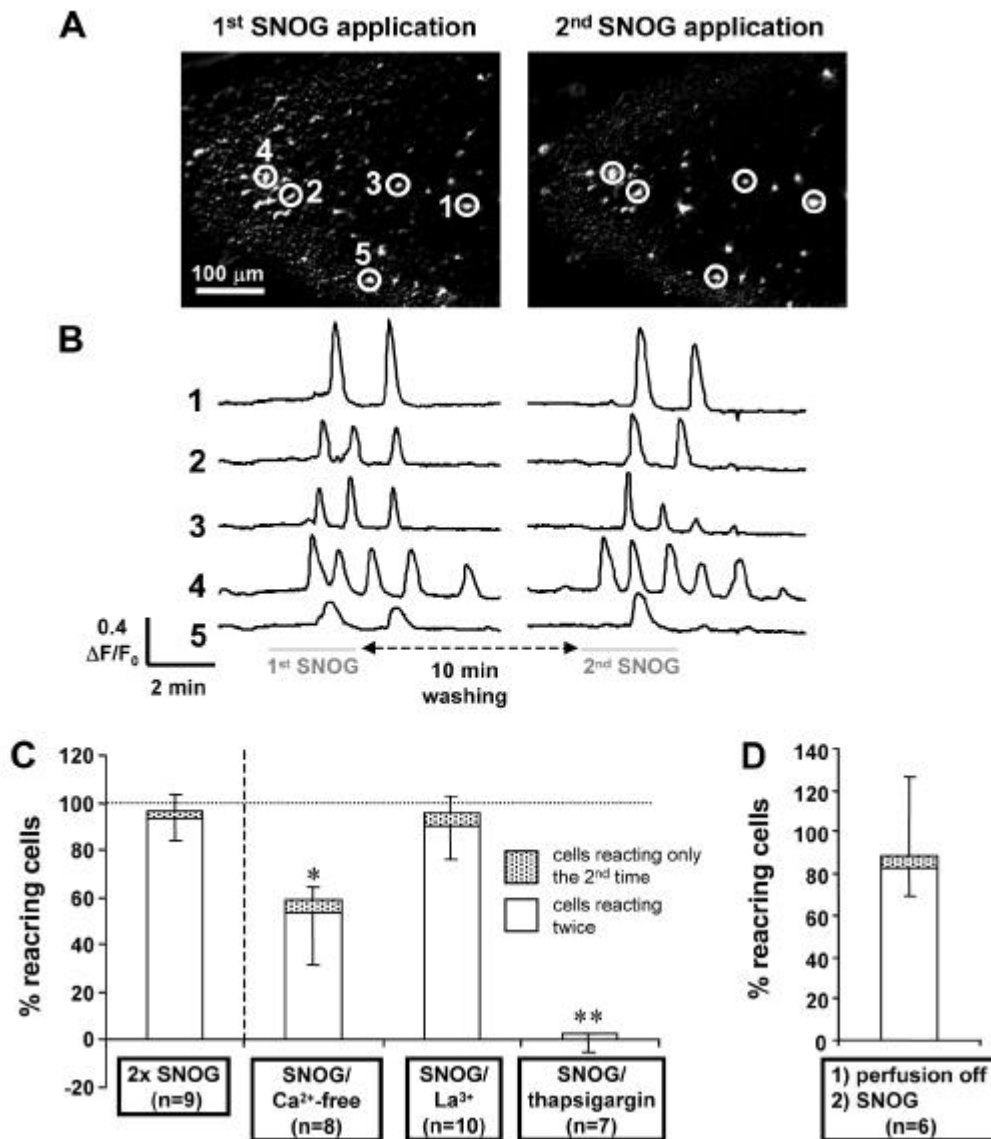 A
1st SNOG application
2nd SNOG application
4
2
3
1
5
100 μm
B
1
2
3
4
5
0.4
ΔF/F0
2 min
1st SNOG
10 min
washing
2nd SNOG
C
% reacring cells
120
100
80
60
40
20
0
-20
*
**
cells reacting only
the 2nd time
cells reacting
twice
2x SNOG
(n=9)
SNOG/
Ca2+-free
(n=8)
SNOG/
La3+
(n=10)
SNOG/
thapsigargin
(n=7)
D
% reacring cells
140
120
100
80
60
40
20
0
1) perfusion off
2) SNOG
(n=6)